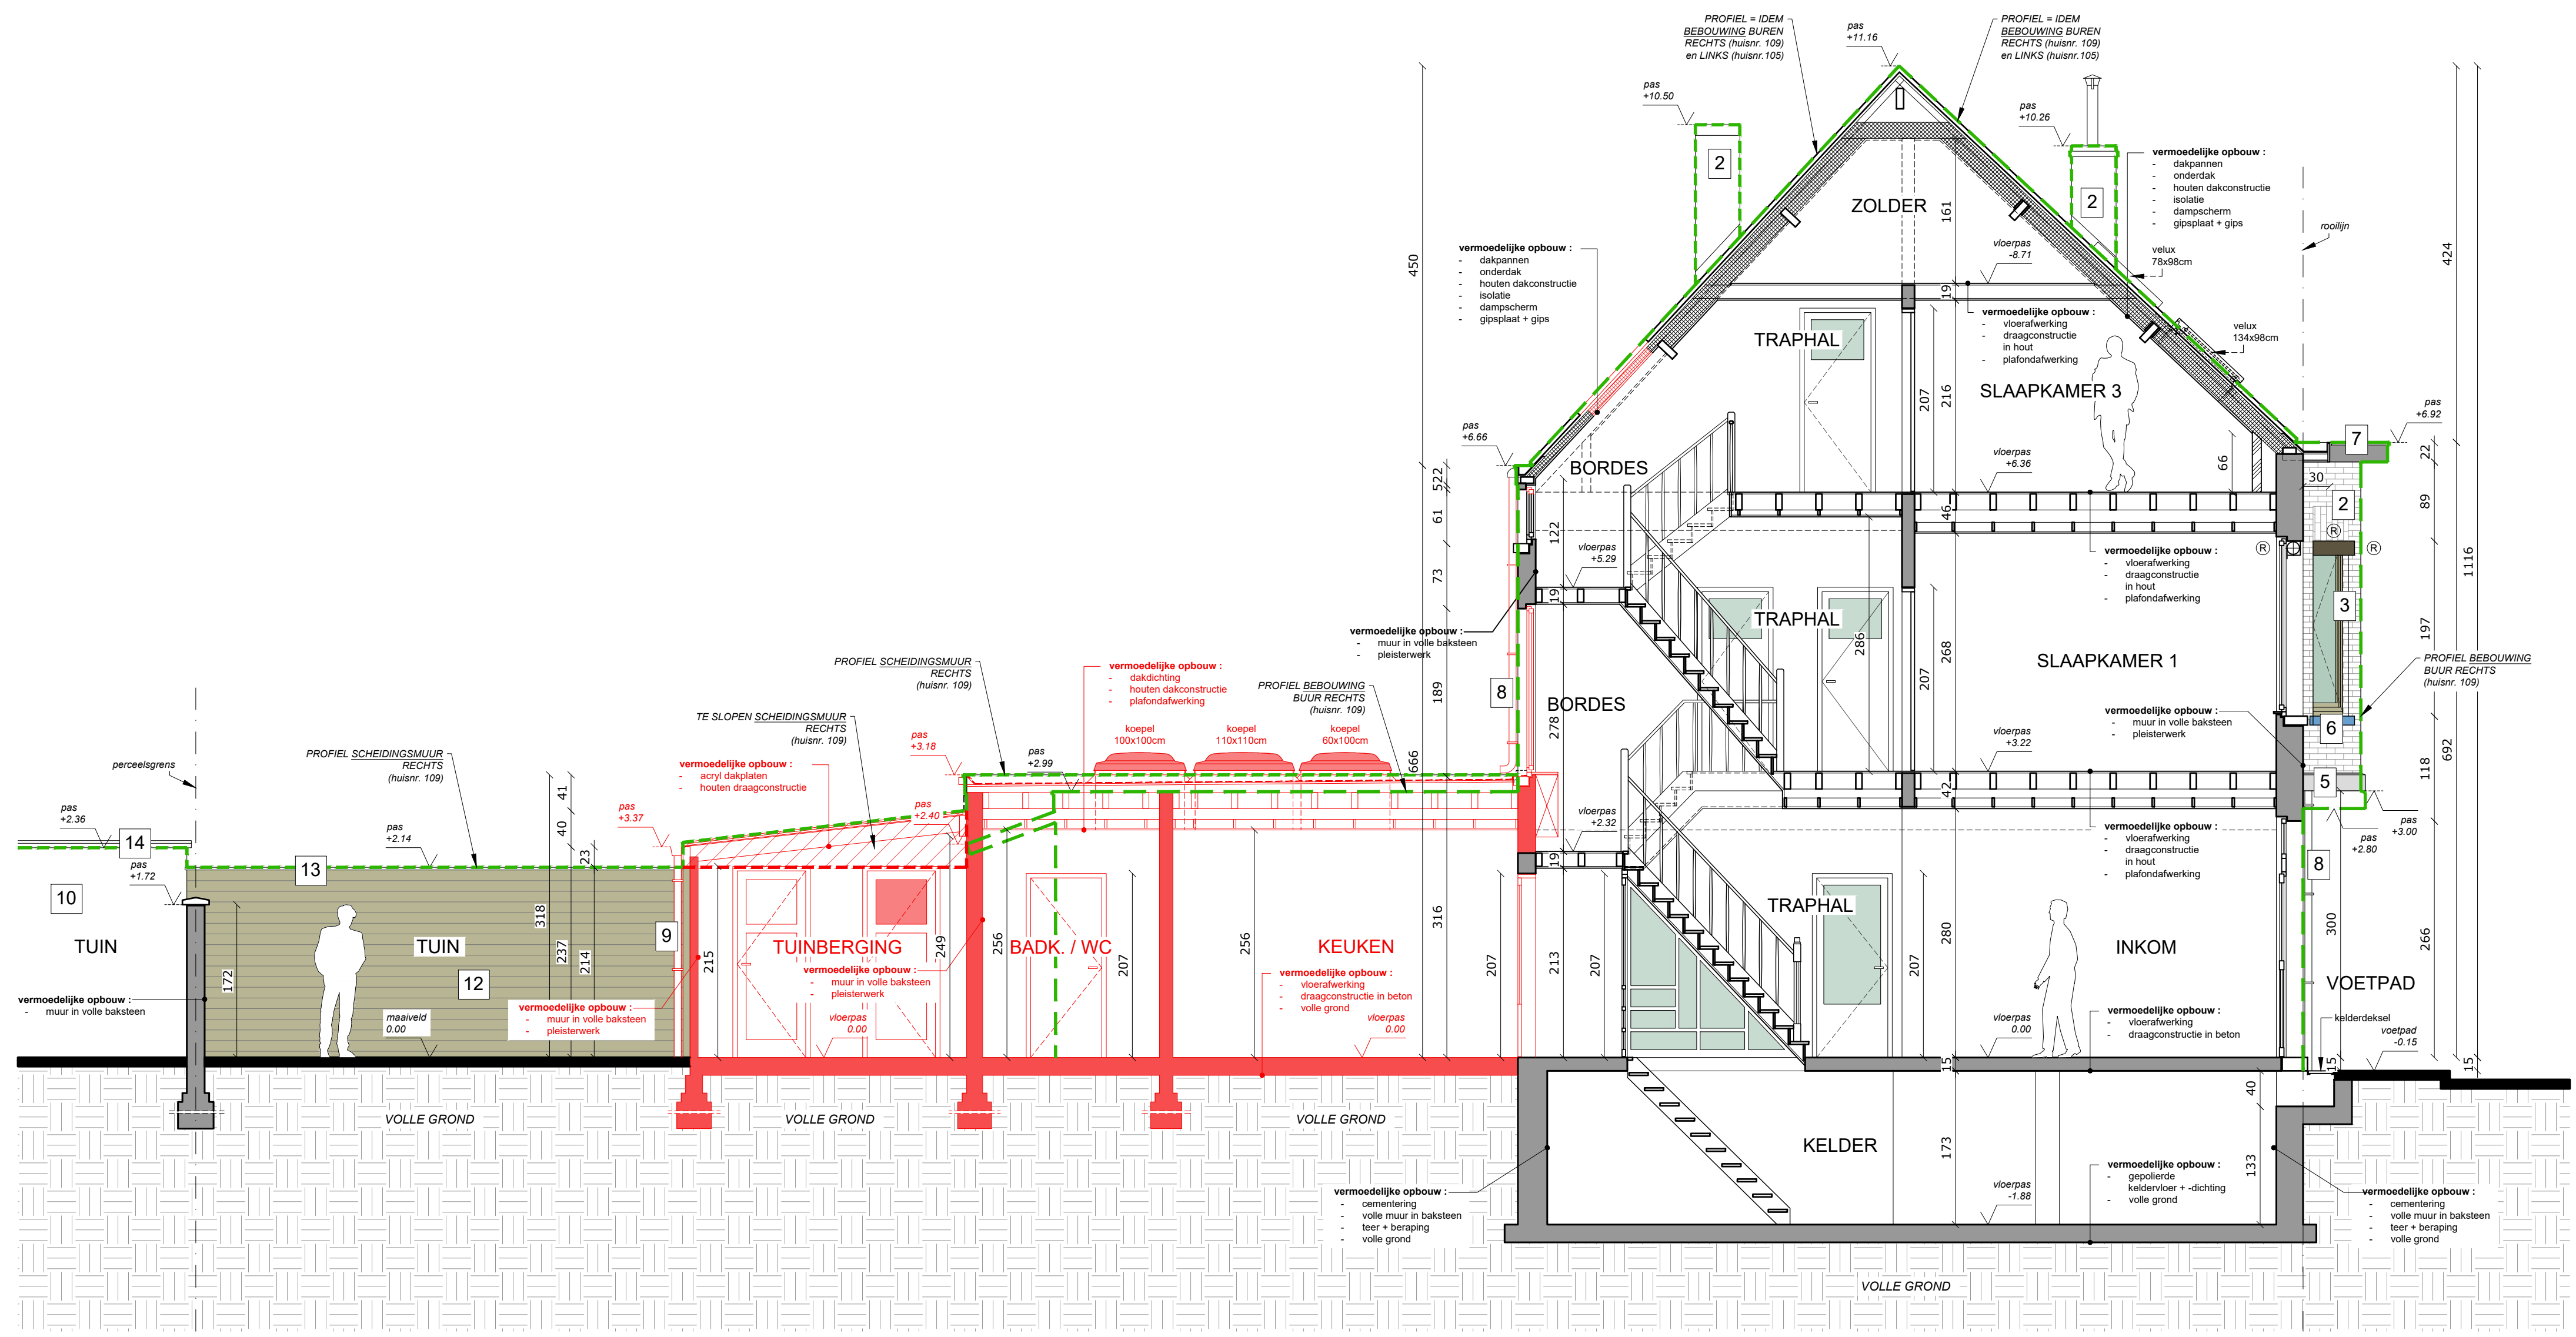 PROFIEL = IDEM
BEBOUWING BUREN
RECHTS (huisnr. 109)
en LINKS (huisnr.105)
pas
+11.16
PROFIEL = IDEM
BEBOUWING BUREN
RECHTS (huisnr. 109)
en LINKS (huisnr.105)
pas
+10.50
pas
+10.26
2
2
vermoedelijke opbouw :
- dakpannen
- onderdak
- houten dakconstructie
- isolatie
- dampscherm
- gipsplaat + gips
rooilijn
velux
78x98cm
velux
134x98cm
ZOLDER
161
vloerpas
-8.71
19
450
424
1116
vermoedelijke opbouw :
- dakpannen
- onderdak
- houten dakconstructie
- isolatie
- dampscherm
- gipsplaat + gips
vermoedelijke opbouw :
- vloerafwerking
- draagconstructie
in hout
- plafondafwerking
TRAPHAL
SLAAPKAMER 3
207
216
pas
+6.66
pas
+6.92
7
22
BORDES
vloerpas
+6.36
66
30
2
89
522
61
122
46
R
R
R
vloerpas
+5.29
73
19
vermoedelijke opbouw :
- vloerafwerking
- draagconstructie
in hout
- plafondafwerking
3
197
TRAPHAL
286
268
207
SLAAPKAMER 1
vermoedelijke opbouw :
- muur in volle baksteen
- pleisterwerk
PROFIEL BEBOUWING
BUUR RECHTS
(huisnr. 109)
8
189
BORDES
278
vermoedelijke opbouw :
- muur in volle baksteen
- pleisterwerk
6
5
118
692
vloerpas
+3.22
42
666
PROFIEL SCHEIDINGSMUUR
RECHTS
(huisnr. 109)
vermoedelijke opbouw :
- dakdichting
- houten dakconstructie
- plafondafwerking
PROFIEL BEBOUWING
BUUR RECHTS
(huisnr. 109)
TE SLOPEN SCHEIDINGSMUUR
RECHTS
(huisnr. 109)
pas
+3.18
koepel
100x100cm
koepel
110x110cm
koepel
60x100cm
pas
+2.99
PROFIEL SCHEIDINGSMUUR
RECHTS
(huisnr. 109)
perceelsgrens
vermoedelijke opbouw :
- acryl dakplaten
- houten draagconstructie
pas
+3.37
pas
+2.40
pas
+2.36
14
pas
+2.14
13
pas
+1.72
41
40
23
vloerpas
+2.32
19
vermoedelijke opbouw :
- vloerafwerking
- draagconstructie
in hout
- plafondafwerking
pas
+3.00
pas
+2.80
8
10
TUIN
TUIN
12
172
318
237
214
9
215
TUINBERGING
249
256
BADK. / WC
207
256
KEUKEN
316
207
213
207
TRAPHAL
207
280
INKOM
300
266
VOETPAD
vermoedelijke opbouw :
- muur in volle baksteen
maaiveld
0.00
vermoedelijke opbouw :
- muur in volle baksteen
- pleisterwerk
vermoedelijke opbouw :
- muur in volle baksteen
- pleisterwerk
vloerpas
0.00
vermoedelijke opbouw :
- vloerafwerking
- draagconstructie in beton
- volle grond
vloerpas
0.00
vloerpas
0.00
vermoedelijke opbouw :
- vloerafwerking
- draagconstructie in beton
kelderdeksel
voetpad
-0.15
15
15
15
40
VOLLE GROND
VOLLE GROND
VOLLE GROND
KELDER
173
133
vloerpas
-1.88
vermoedelijke opbouw :
- cementering
- volle muur in baksteen
- teer + beraping
- volle grond
vermoedelijke opbouw :
- gepolierde
keldervloer + -dichting
- volle grond
vermoedelijke opbouw :
- cementering
- volle muur in baksteen
- teer + beraping
- volle grond
VOLLE GROND